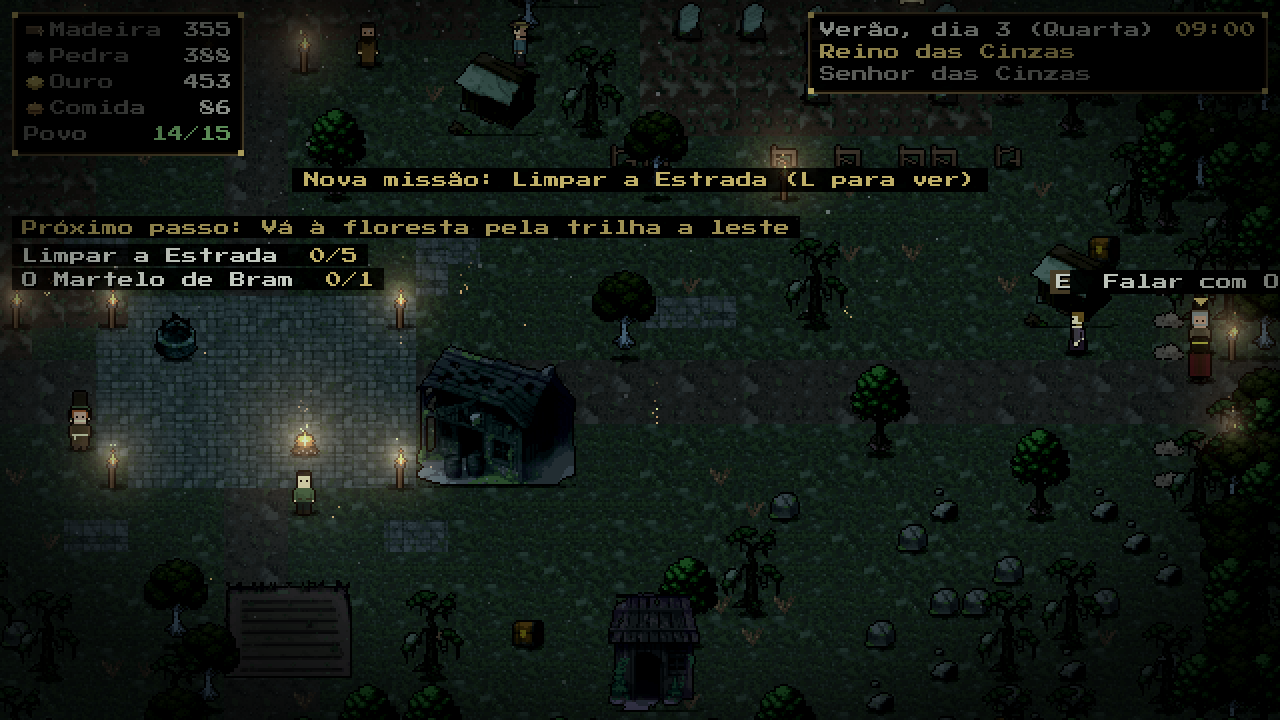 Madeira 355
Pedra 388
Ouro 453
Comida 86
Povo 14/15
Verão, dia 3 (Quarta) 09:00
Reino das Cinzas
Senhor das Cinzas
Nova missão: Limpar a Estrada (L para ver)
Próximo passo: Vá à floresta pela trilha a leste
Limpar a Estrada 0/5
O Martelo de Bram 0/1
E Falar com O